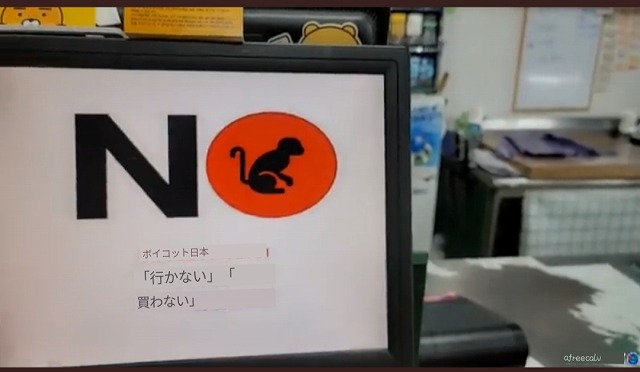 NO
ボイコット日本
「行かない」「
買わない」
afreecatv